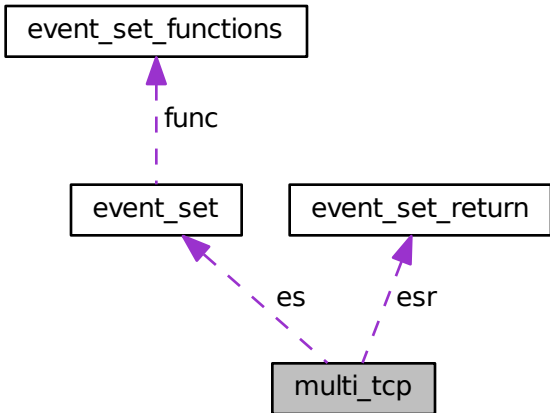 event_set_functions
func
event_set
event_set_return
es
esr
multi_tcp